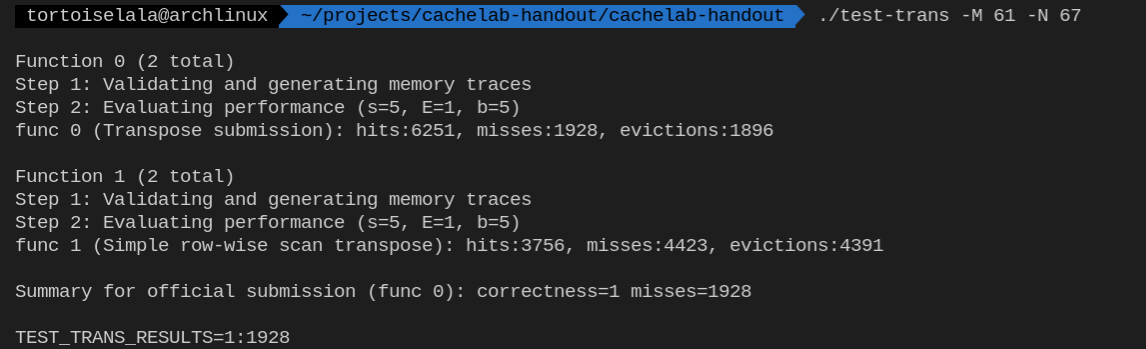 tortoiselala@archlinux ~/projects/cachelab-handout/cachelab-handout ./test-trans -M 61 -N 67
Function 0 (2 total)
Step 1: Validating and generating memory traces
Step 2: Evaluating performance (s=5, E=1, b=5)
func 0 (Transpose submission): hits:6251, misses:1928, evictions:1896
Function 1 (2 total)
Step 1: Validating and generating memory traces
Step 2: Evaluating performance (s=5, E=1, b=5)
func 1 (Simple row-wise scan transpose): hits:3756, misses:4423, evictions:4391
Summary for official submission (func 0): correctness=1 misses=1928
TEST_TRANS_RESULTS=1:1928